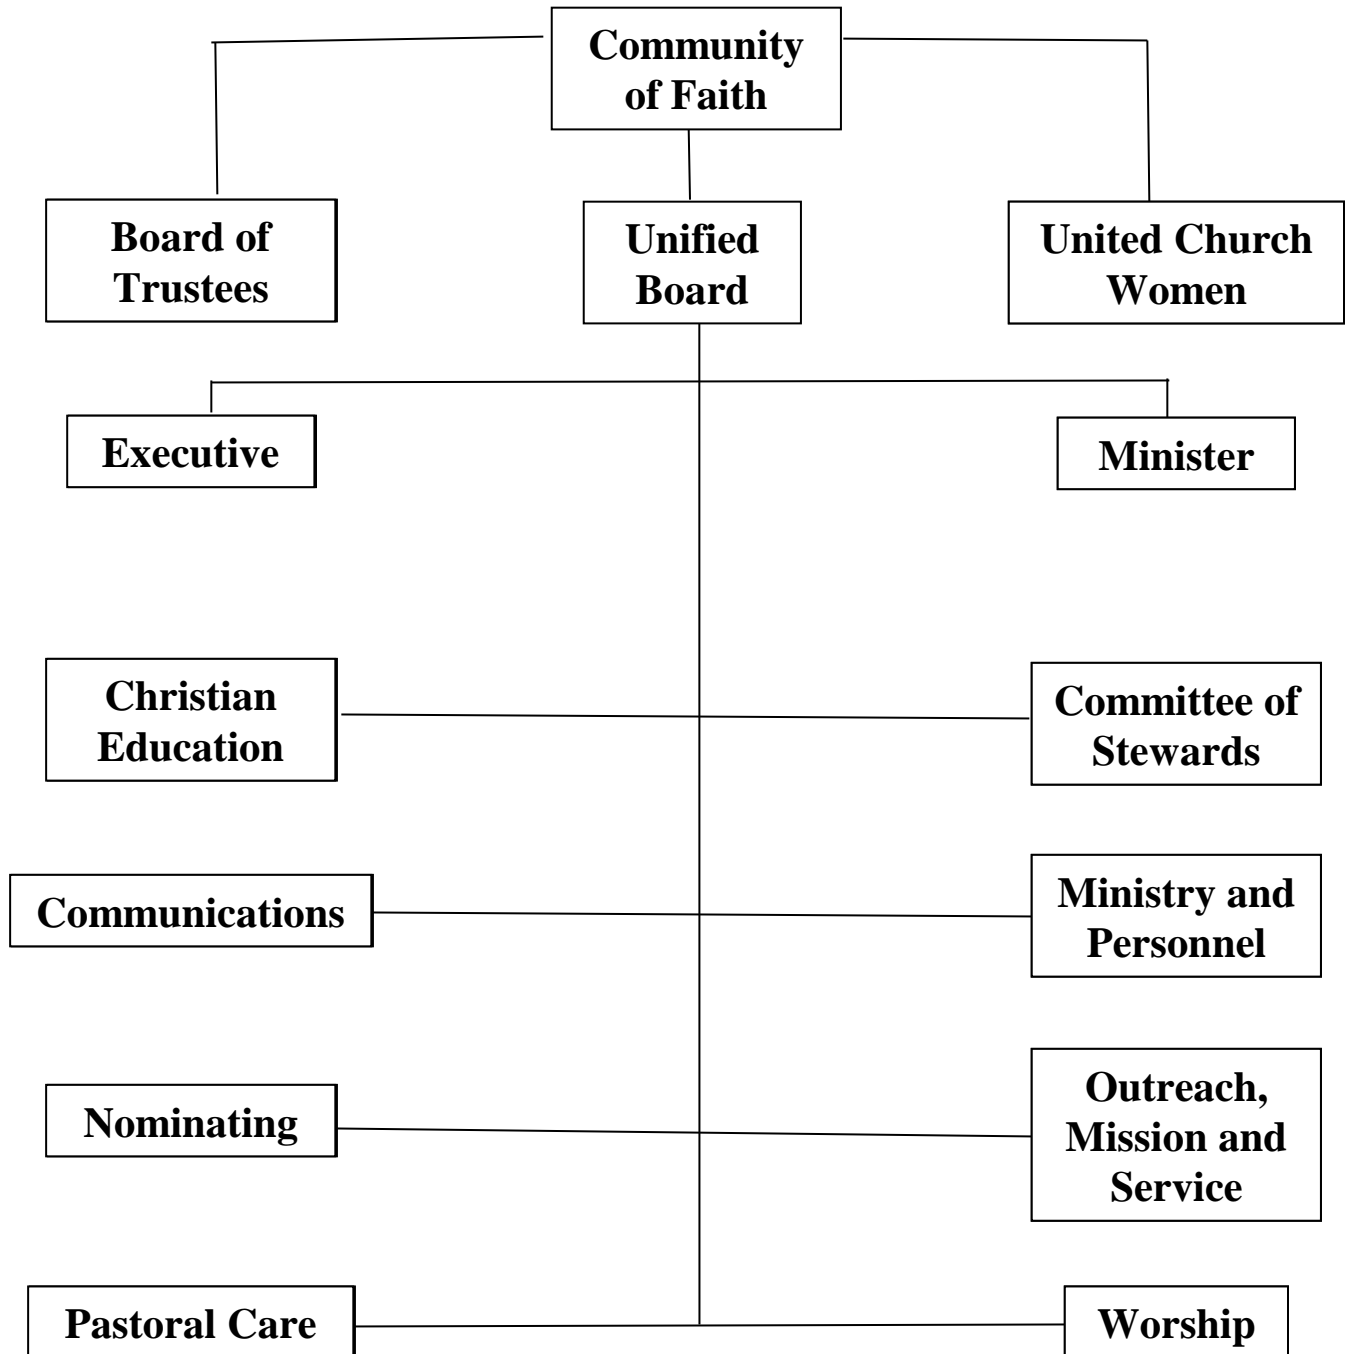 Community
of Faith
Board of
Trustees
Unified
Board
United Church
Women
Executive
Minister
Christian
Education
Committee of
Stewards
Communications
Ministry and
Personnel
Nominating
Outreach,
Mission and
Service
Pastoral Care
Worship